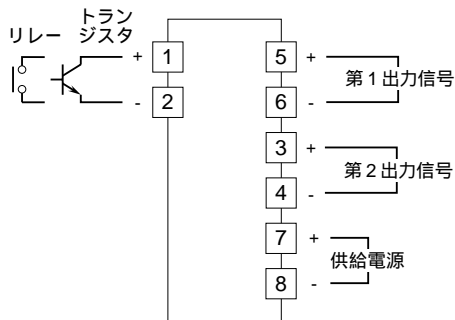 リレー
トラン
ジスタ
+ 1
- 2
5 +
6 -
第1出力信号
3 +
4 -
第2出力信号
7 +
8 -
供給電源